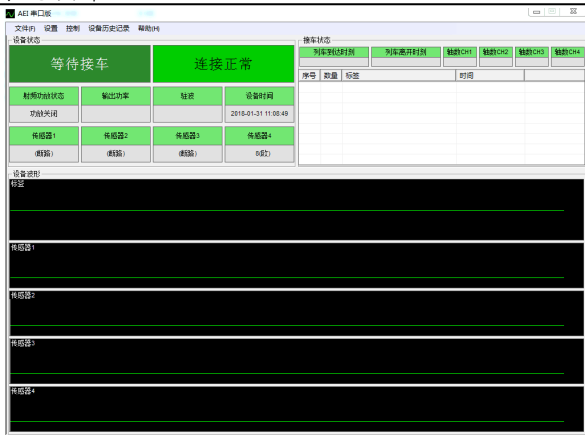 AEI 串口版
文件(F) 设置 控制 设备历史记录 帮助(H)
设备状态
等待接车 连接正常
射频功放状态 输出功率 驻波 设备时间
功放关闭 2018-01-31 11:08:49
传感器1 传感器2 传感器3 传感器4
(断路) (断路) (断路)
接车状态
列车到达时刻 列车离开时刻 轴数CH1 轴数CH2 轴数CH3 轴数CH4
序号 数量 标签 时间
设备波形
标签
传感器1
传感器2
传感器3
传感器4